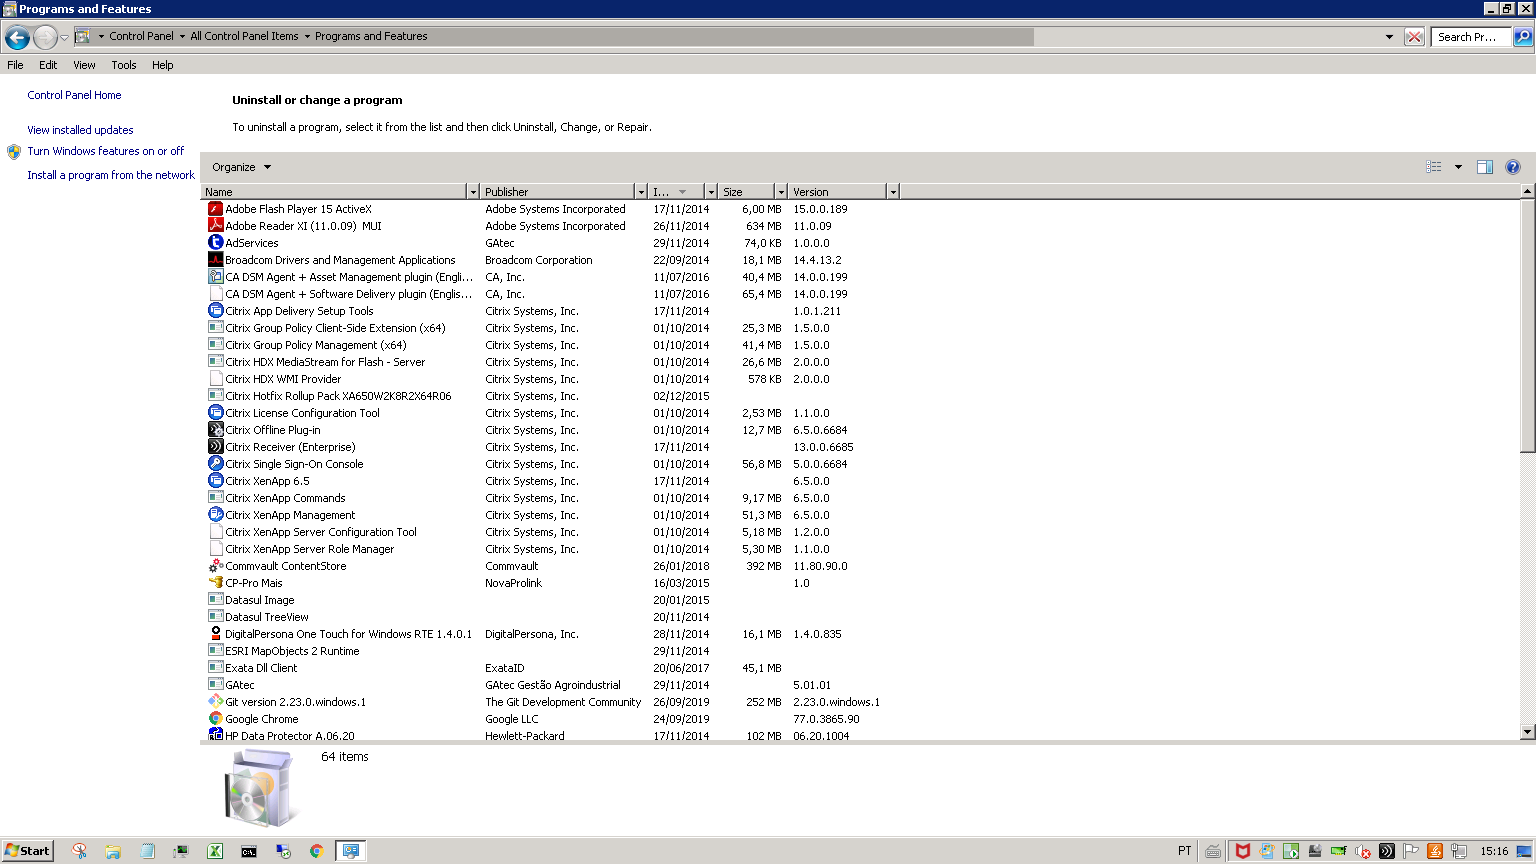 Programs and Features
Control Panel All Control Panel Items Programs and Features Search Pr...
File Edit View Tools Help
Control Panel Home
View installed updates
Turn Windows features on or off
Install a program from the network
Uninstall or change a program
To uninstall a program, select it from the list and then click Uninstall, Change, or Repair.
Organize
Name Publisher I... Size Version
Adobe Flash Player 15 ActiveX Adobe Systems Incorporated 17/11/2014 6,00 MB 15.0.0.189
Adobe Reader XI (11.0.09) MUI Adobe Systems Incorporated 26/11/2014 634 MB 11.0.09
AdServices GAtec 29/11/2014 74,0 KB 1.0.0.0
Broadcom Drivers and Management Applications Broadcom Corporation 22/09/2014 18,1 MB 14.4.13.2
CA DSM Agent + Asset Management plugin (Engli... CA, Inc. 11/07/2016 40,4 MB 14.0.0.199
CA DSM Agent + Software Delivery plugin (Englis... CA, Inc. 11/07/2016 65,4 MB 14.0.0.199
Citrix App Delivery Setup Tools Citrix Systems, Inc. 17/11/2014 1.0.1.211
Citrix Group Policy Client-Side Extension (x64) Citrix Systems, Inc. 01/10/2014 25,3 MB 1.5.0.0
Citrix Group Policy Management (x64) Citrix Systems, Inc. 01/10/2014 41,4 MB 1.5.0.0
Citrix HDX MediaStream for Flash - Server Citrix Systems, Inc. 01/10/2014 26,6 MB 2.0.0.0
Citrix HDX WMI Provider Citrix Systems, Inc. 01/10/2014 578 KB 2.0.0.0
Citrix Hotfix Rollup Pack XA650W2K8R2X64R06 Citrix Systems, Inc. 02/12/2015
Citrix License Configuration Tool Citrix Systems, Inc. 01/10/2014 2,53 MB 1.1.0.0
Citrix Offline Plug-in Citrix Systems, Inc. 01/10/2014 12,7 MB 6.5.0.6684
Citrix Receiver (Enterprise) Citrix Systems, Inc. 17/11/2014 13.0.0.6685
Citrix Single Sign-On Console Citrix Systems, Inc. 01/10/2014 56,8 MB 5.0.0.6684
Citrix XenApp 6.5 Citrix Systems, Inc. 17/11/2014 6.5.0.0
Citrix XenApp Commands Citrix Systems, Inc. 01/10/2014 9,17 MB 6.5.0.0
Citrix XenApp Management Citrix Systems, Inc. 01/10/2014 51,3 MB 6.5.0.0
Citrix XenApp Server Configuration Tool Citrix Systems, Inc. 01/10/2014 5,18 MB 1.2.0.0
Citrix XenApp Server Role Manager Citrix Systems, Inc. 01/10/2014 5,30 MB 1.1.0.0
Commvault ContentStore Commvault 26/01/2018 392 MB 11.80.90.0
CP-Pro Mais NovaProlink 16/03/2015 1.0
Datasul Image 20/01/2015
Datasul TreeView 20/11/2014
DigitalPersona One Touch for Windows RTE 1.4.0.1 DigitalPersona, Inc. 28/11/2014 16,1 MB 1.4.0.835
ESRI MapObjects 2 Runtime 29/11/2014
Exata Dll Client ExataID 20/06/2017 45,1 MB
GAtec GAtec Gestão Agroindustrial 29/11/2014 5.01.01
Git version 2.23.0.windows.1 The Git Development Community 26/09/2019 252 MB 2.23.0.windows.1
Google Chrome Google LLC 24/09/2019 77.0.3865.90
HP Data Protector A.06.20 Hewlett-Packard 17/11/2014 102 MB 06.20.1004
64 items
Start PT 15:16